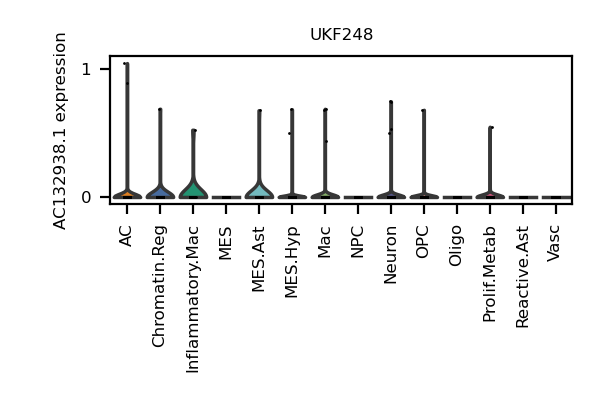 UKF248
AC132938.1 expression
1
0
AC
Chromatin.Reg
Inflammatory.Mac
MES
MES.Ast
MES.Hyp
Mac
NPC
Neuron
OPC
Oligo
Prolif.Metab
Reactive.Ast
Vasc